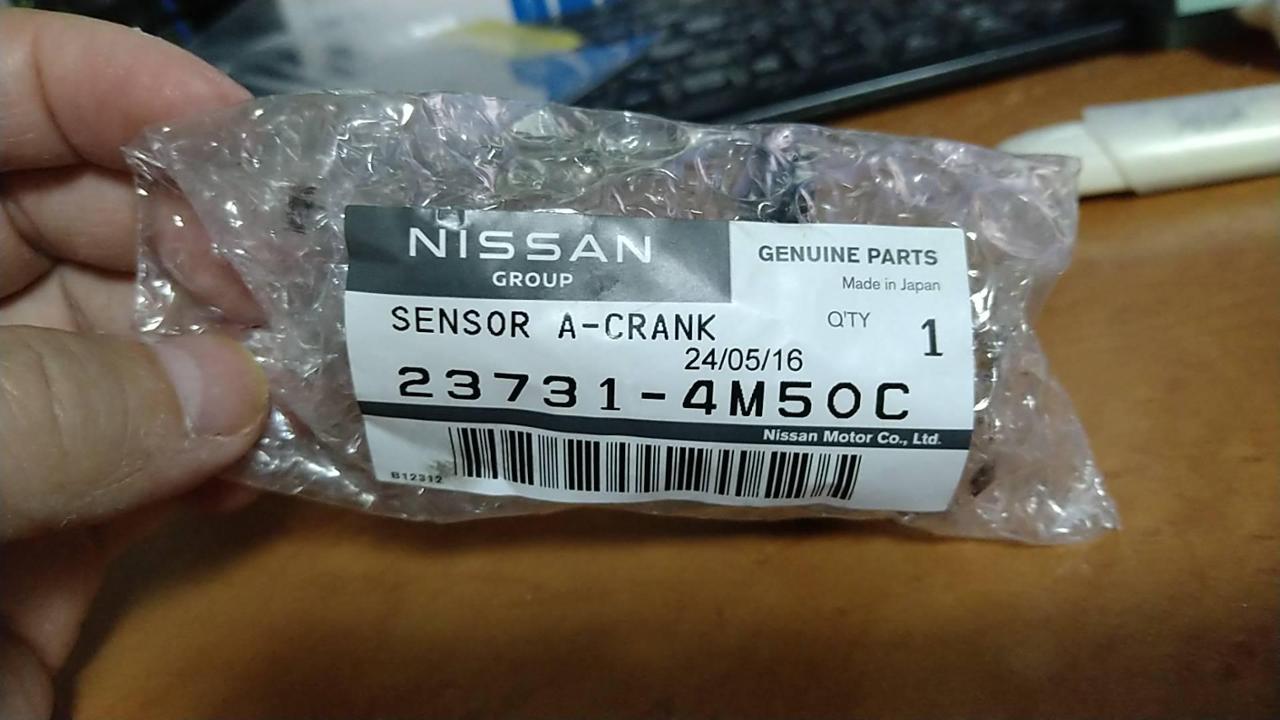 NISSAN
GROUP
GENUINE PARTS
Made in Japan
SENSOR A-CRANK
Q'TY 1
24/05/16
23731-4M50C
Nissan Motor Co., Ltd.
B12312